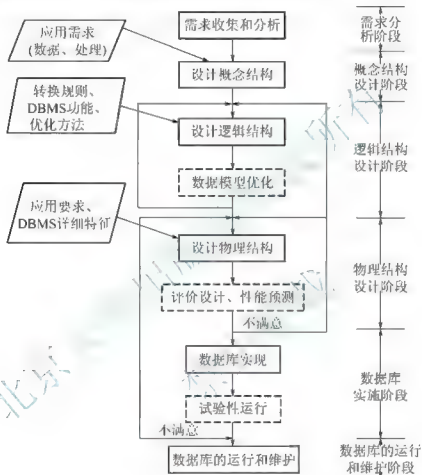 应用需求
(数据、处理)
需求收集和分析
需求分
析阶段
设计概念结构
概念结构
设计阶段
转换规则、
DBMS功能、
优化方法
设计逻辑结构
数据模型优化
逻辑结构
设计阶段
应用要求、
DBMS详细特征
设计物理结构
评价设计、性能预测
不满意
物理结构
设计阶段
数据库实现
试验性运行
数据库
实施阶段
不满意
数据库的运行和维护
数据库的运行
和维护阶段
北京